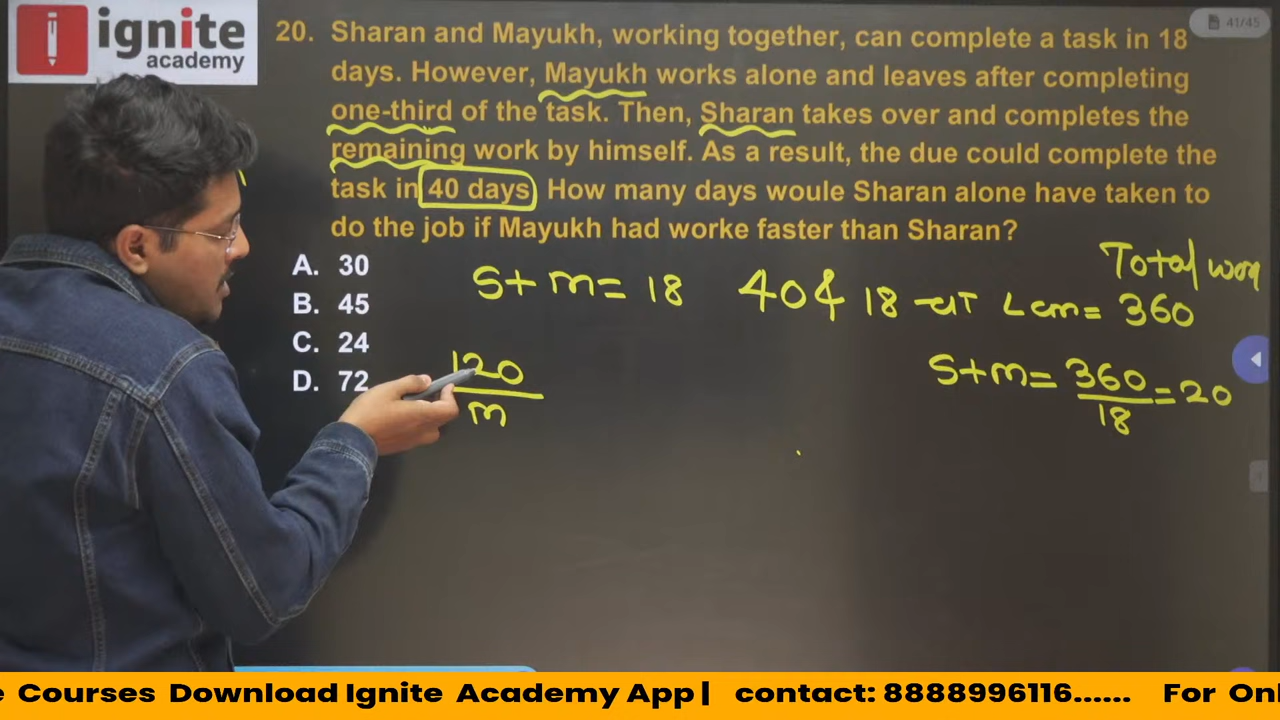 ignite
academy
41/45
20. Sharan and Mayukh, working together, can complete a task in 18
days. However, Mayukh works alone and leaves after completing
one-third of the task. Then, Sharan takes over and completes the
remaining work by himself. As a result, the due could complete the
task in 40 days. How many days woule Sharan alone have taken to
do the job if Mayukh had worke faster than Sharan?
A. 30
B. 45
C. 24
D. 72
Total wor
S+m= 18 40& 18 चा Lcm= 360
S+m= 360/18 =20
120
m
e Courses Download Ignite Academy App | contact: 8888996116...... For Onl